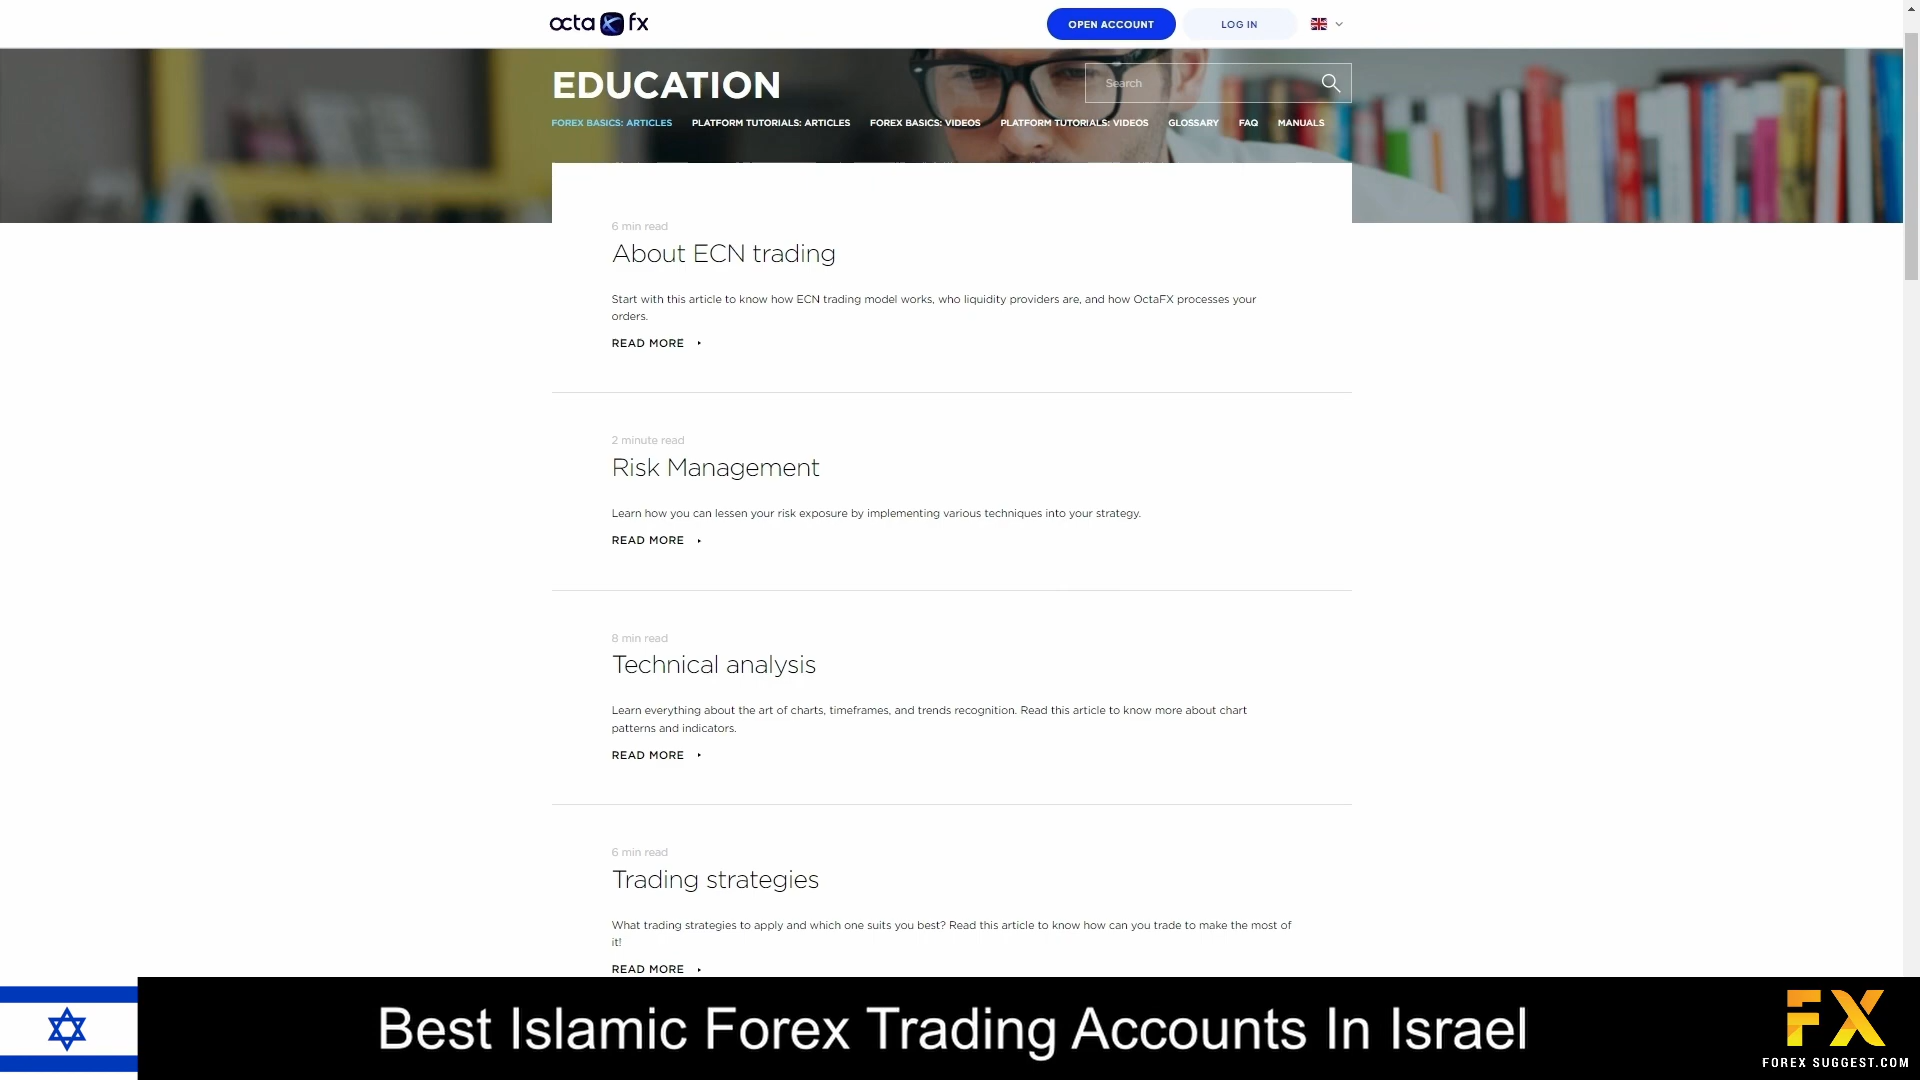 octa fx
OPEN ACCOUNT
LOG IN
EDUCATION
Search
FOREX BASICS: ARTICLES
PLATFORM TUTORIALS: ARTICLES
FOREX BASICS: VIDEOS
PLATFORM TUTORIALS: VIDEOS
GLOSSARY
FAQ
MANUALS
6 min read
About ECN trading
Start with this article to know how ECN trading model works, who liquidity providers are, and how OctaFX processes your
orders.
READ MORE
2 minute read
Risk Management
Learn how you can lessen your risk exposure by implementing various techniques into your strategy.
READ MORE
8 min read
Technical analysis
Learn everything about the art of charts, timeframes, and trends recognition. Read this article to know more about chart
patterns and indicators.
READ MORE
6 min read
Trading strategies
What trading strategies to apply and which one suits you best? Read this article to know how can you trade to make the most of
it!
READ MORE
Best Islamic Forex Trading Accounts In Israel
FX
FOREX SUGGEST.COM